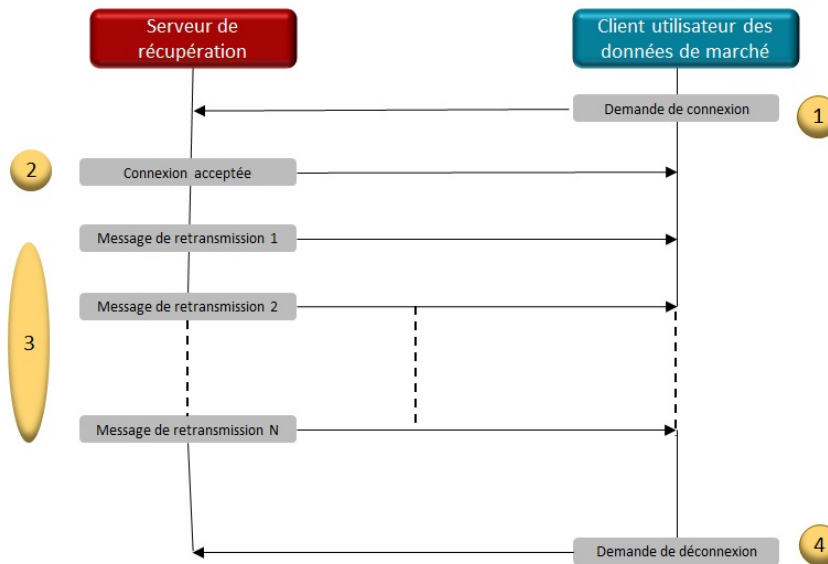 Serveur de
récupération
Client utilisateur des
données de marché
Demande de connexion
1
2
Connexion acceptée
Message de retransmission 1
Message de retransmission 2
3
Message de retransmission N
Demande de déconnexion
4